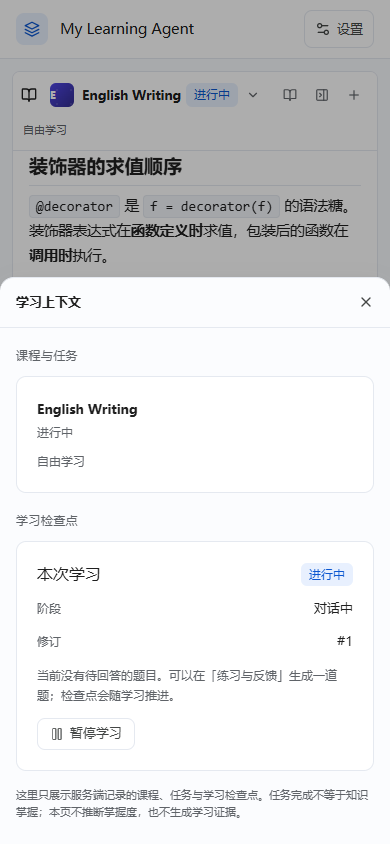 My Learning Agent
设置
E
English Writing
进行中
自由学习
装饰器的求值顺序
@decorator 是 f = decorator(f) 的语法糖。
装饰器表达式在函数定义时求值，包装后的函数在
调用时执行。
学习上下文
课程与任务
English Writing
进行中
自由学习
学习检查点
本次学习
进行中
阶段
对话中
修订
#1
当前没有待回答的题目。可以在「练习与反馈」生成一道
题；检查点会随学习推进。
暂停学习
这里只展示服务端记录的课程、任务与学习检查点。任务完成不等于知识
掌握；本页不推断掌握度，也不生成学习证据。